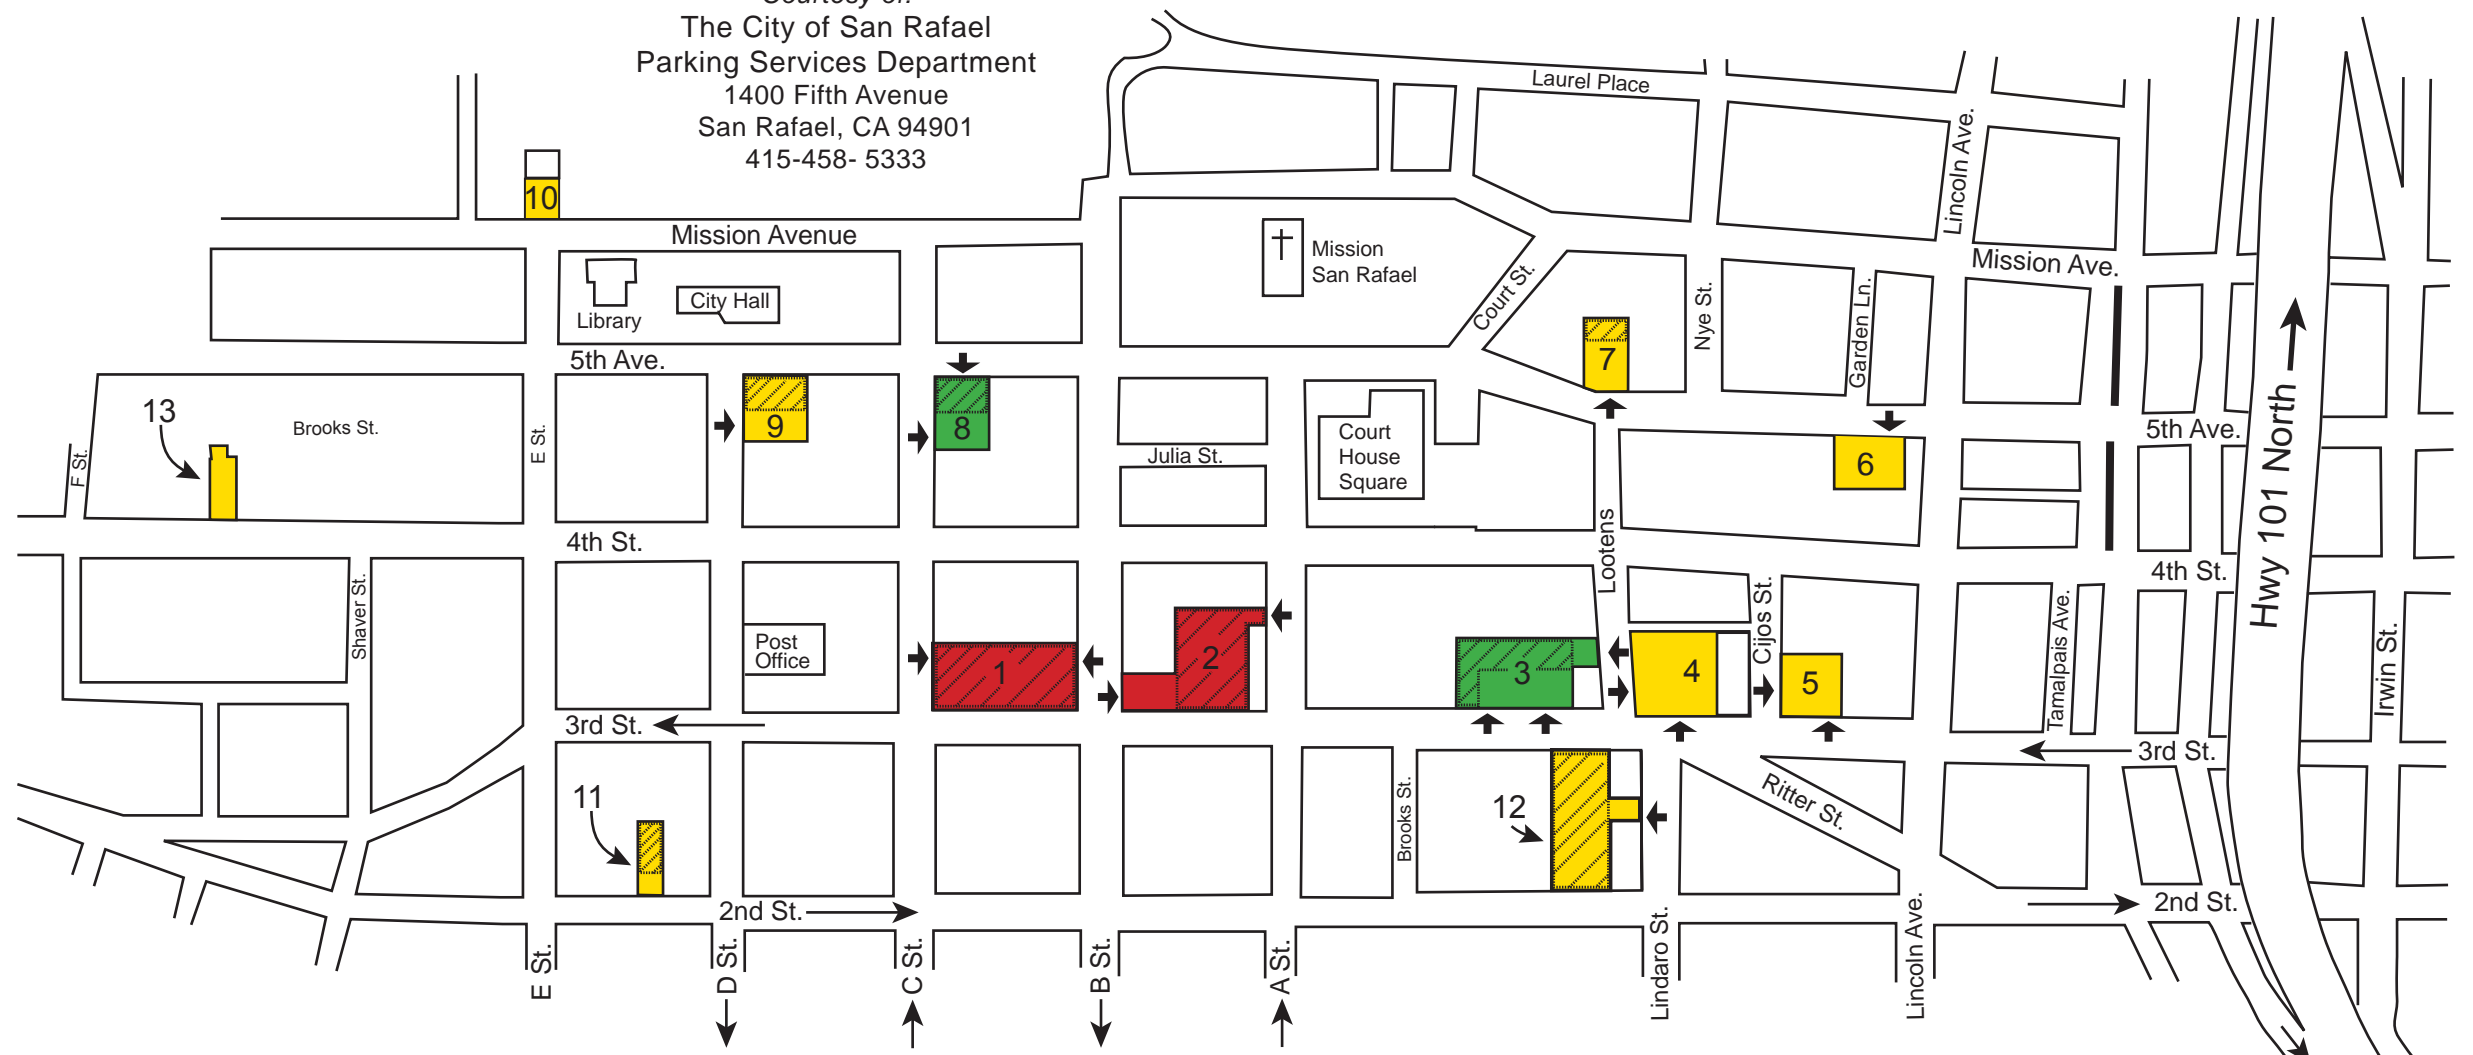 Courtesy of:
The City of San Rafael
Parking Services Department
1400 Fifth Avenue
San Rafael, CA 94901
415-458- 5333
Laurel Place
Lincoln Ave.
10
Mission Avenue
Mission
San Rafael
Court St.
Mission Ave.
Library
City Hall
Nye St.
Garden Ln.
5th Ave.
7
13
Brooks St.
F St.
E St.
9
8
Julia St.
Court
House
Square
6
5th Ave.
Hwy 101 North
4th St.
Lootens
4th St.
Shaver St.
Post
Office
1
2
3
4
Cijos St.
5
Tamalpais Ave.
Irwin St.
3rd St.
3rd St.
11
Brooks St.
12
Ritter St.
2nd St.
2nd St.
E St.
D St.
C St.
B St.
A St.
Lindaro St.
Lincoln Ave.